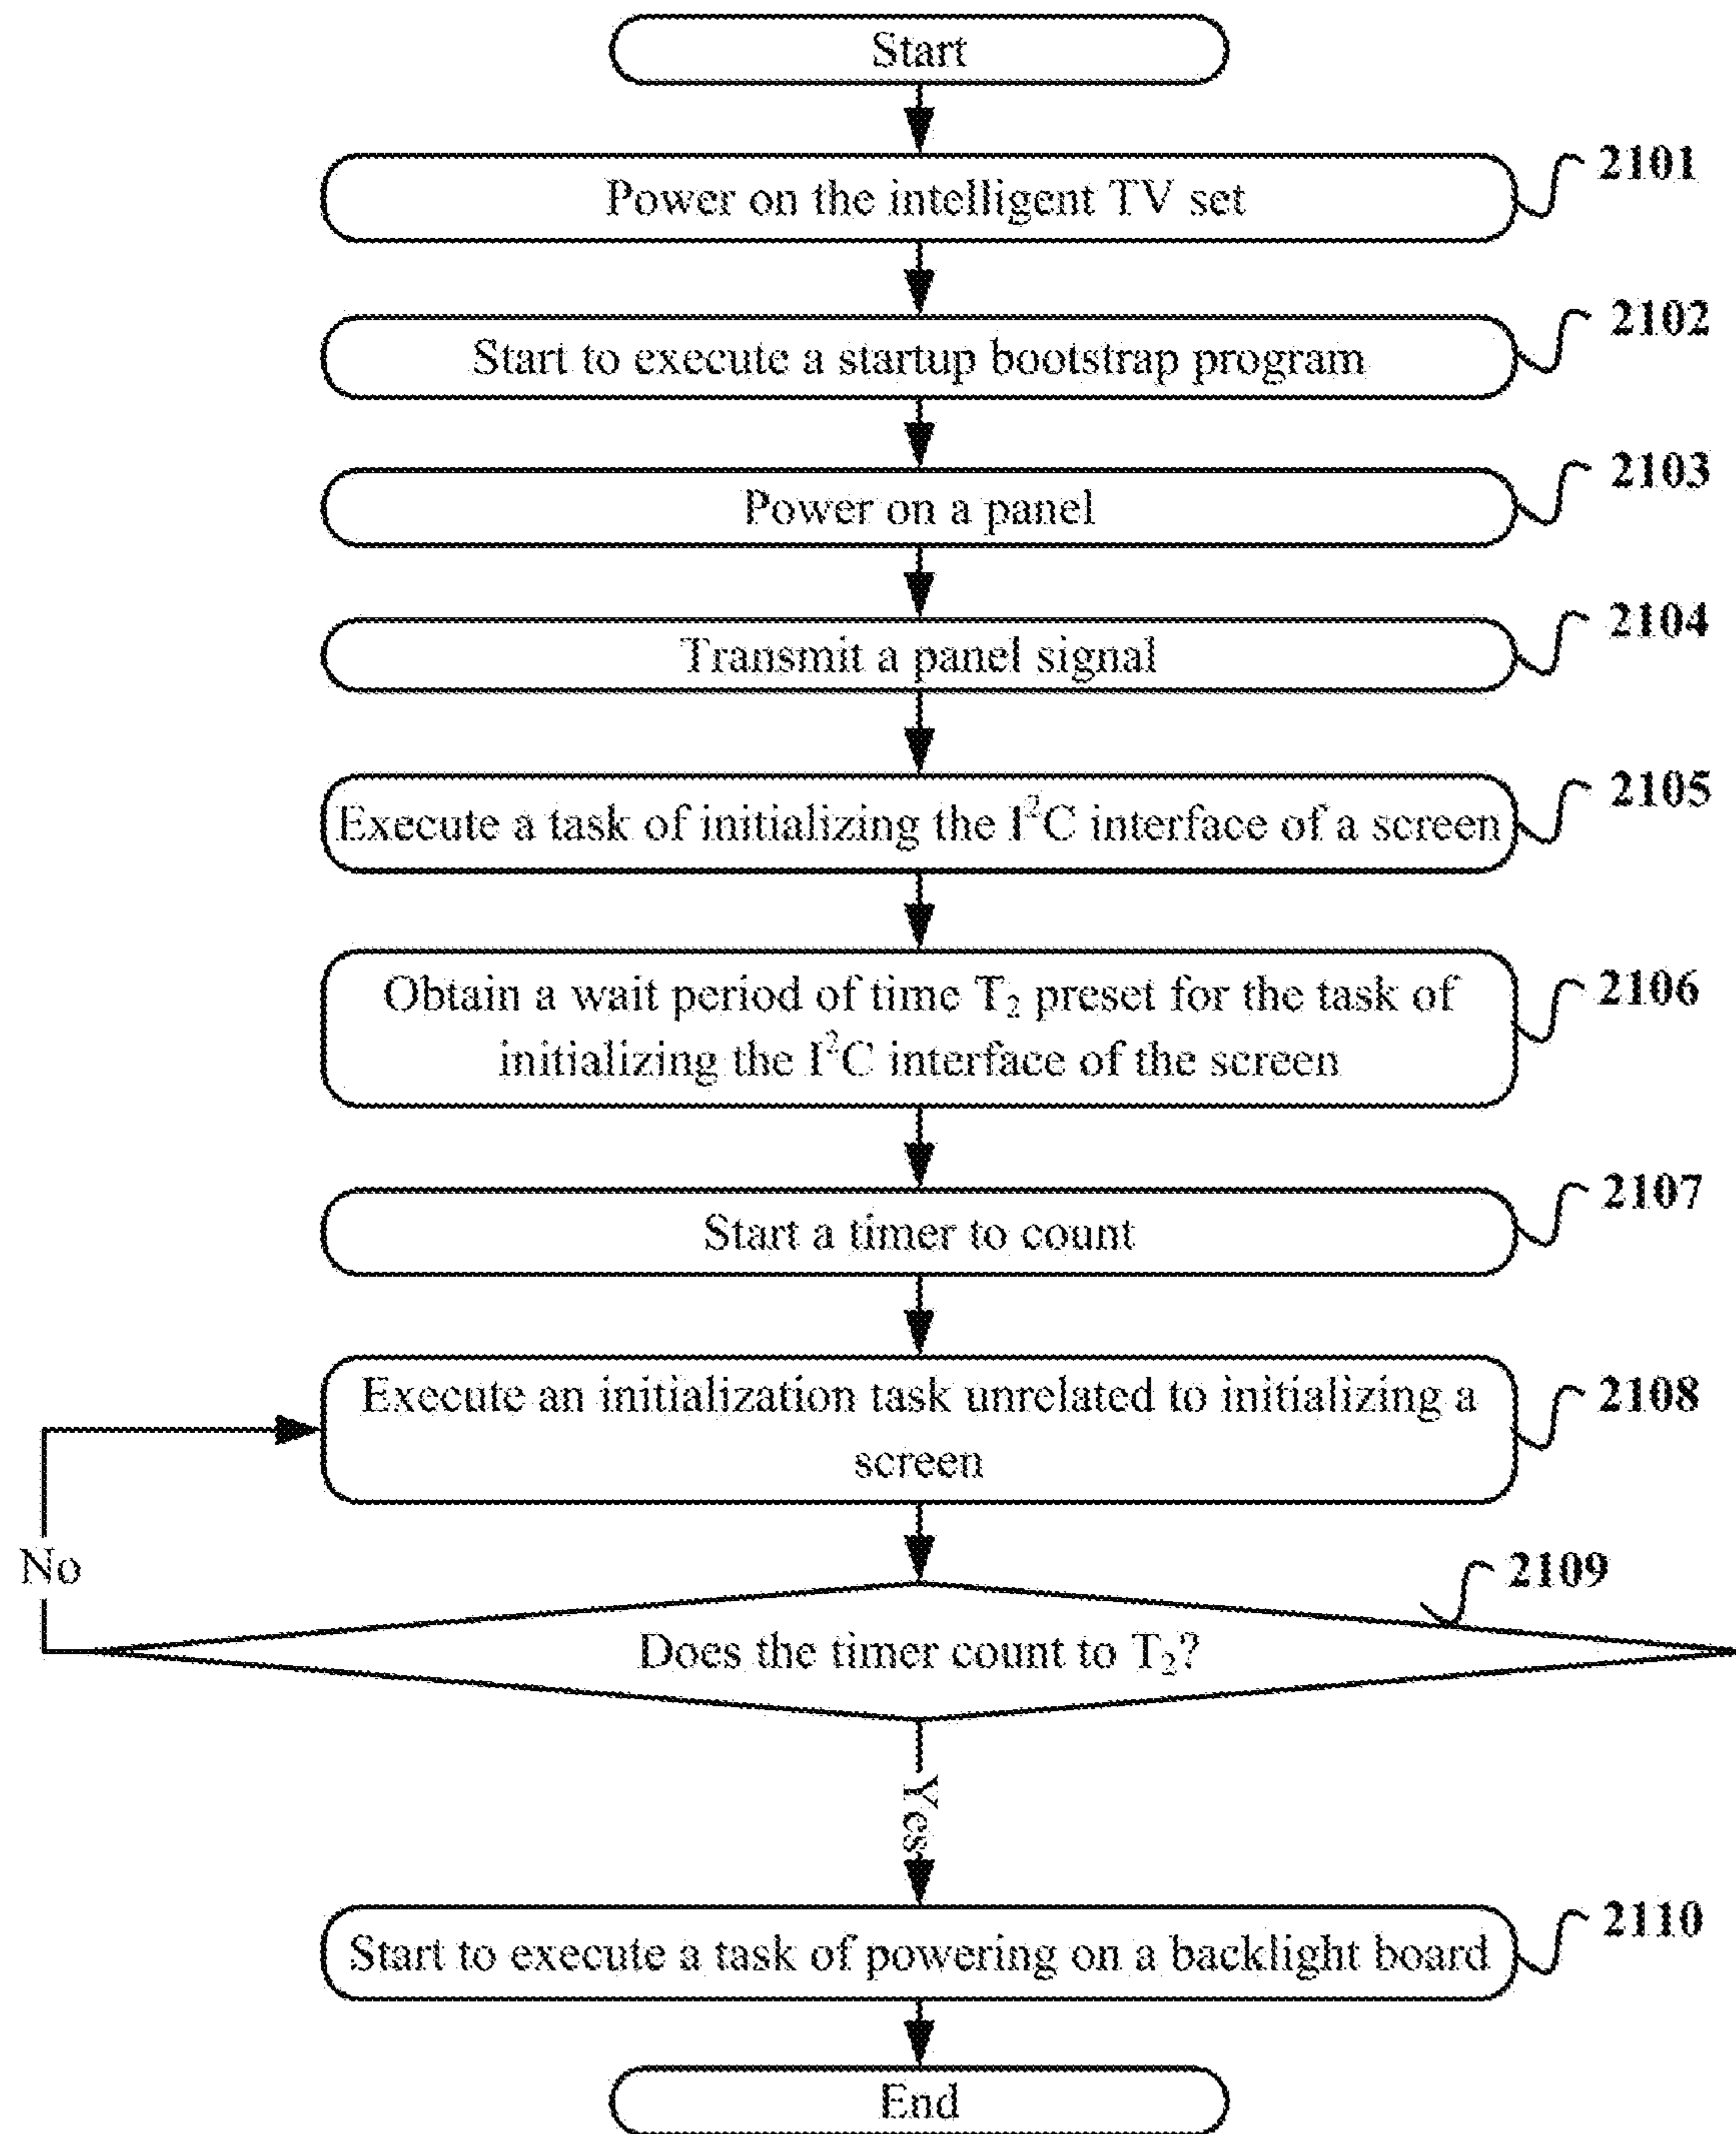 Start
2101
Power on the intelligent TV set
2102
Start to execute a startup bootstrap program
2103
Power on a panel
2104
Transmit a panel signal
2105
Execute a task of initializing the I²C interface of a screen
2106
Obtain a wait period of time T₂ preset for the task of
initializing the I²C interface of the screen
2107
Start a timer to count
2108
Execute an initialization task unrelated to initializing a
screen
No
2109
Does the timer count to T₂?
Yes
2110
Start to execute a task of powering on a backlight board
End